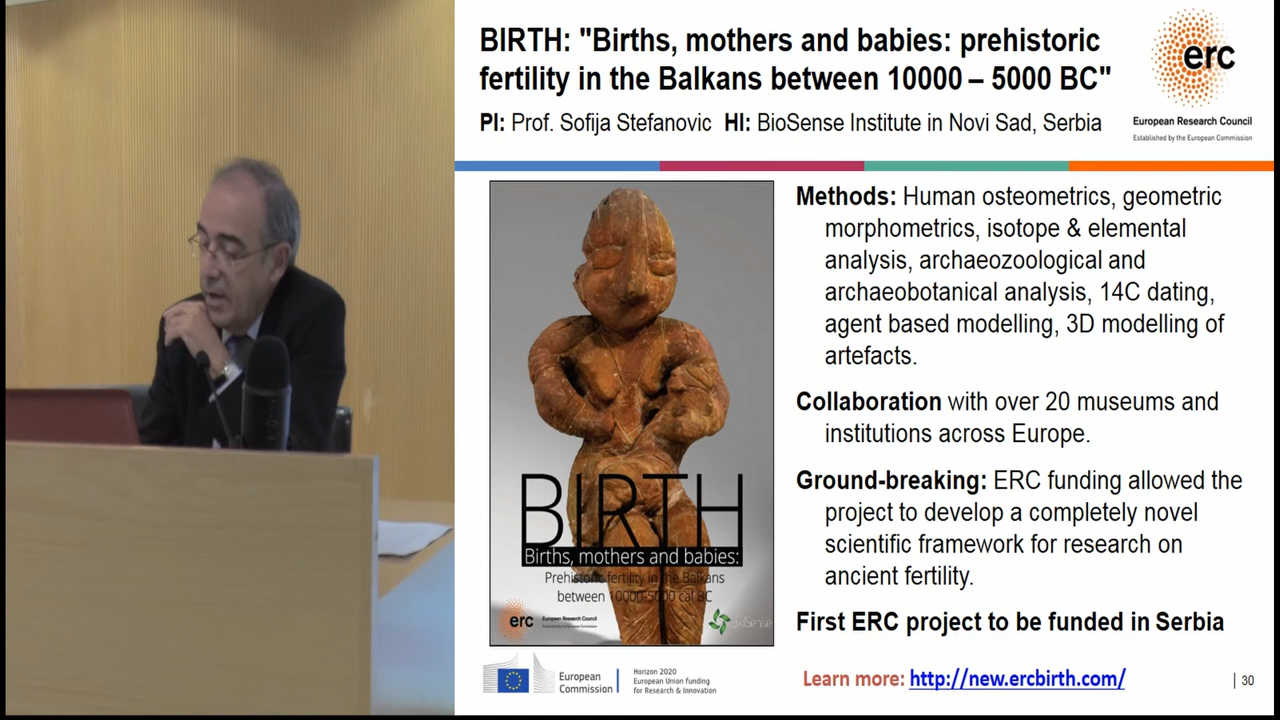 BIRTH: "Births, mothers and babies: prehistoric
fertility in the Balkans between 10000 – 5000 BC"
PI: Prof. Sofija Stefanovic HI: BioSense Institute in Novi Sad, Serbia
erc
European Research Council
Established by the European Commission
BIRTH
Births, mothers and babies:
Prehistoric fertility in the Balkans
between 10000-5000 cal BC
erc
European Research Council
BioSense
Methods: Human osteometrics, geometric
morphometrics, isotope & elemental
analysis, archaeozoological and
archaeobotanical analysis, 14C dating,
agent based modelling, 3D modelling of
artefacts.
Collaboration with over 20 museums and
institutions across Europe.
Ground-breaking: ERC funding allowed the
project to develop a completely novel
scientific framework for research on
ancient fertility.
First ERC project to be funded in Serbia
European
Commission
Horizon 2020
European Union funding
for Research & Innovation
Learn more: http://new.ercbirth.com/
| 30